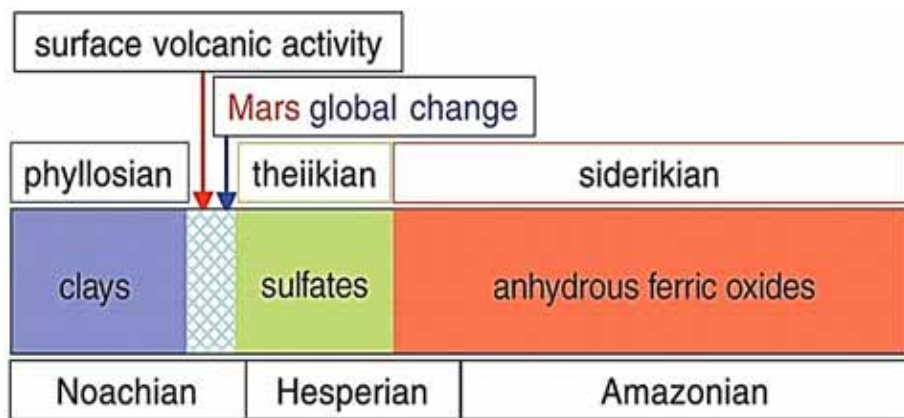 surface volcanic activity
Mars global change
phyllosian
theiikian
siderikian
clays
sulfates
anhydrous ferric oxides
Noachian
Hesperian
Amazonian